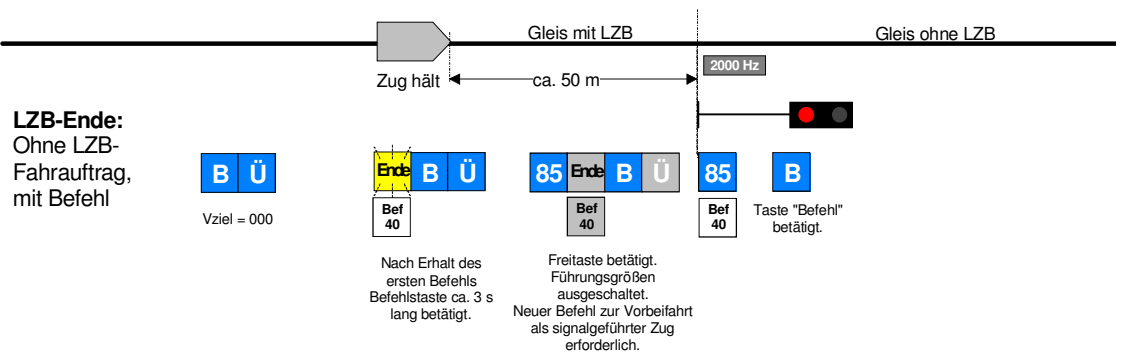 Gleis mit LZB
Gleis ohne LZB
Zug hält
ca. 50 m
2000 Hz
LZB-Ende:
Ohne LZB-
Fahrauftrag,
mit Befehl
B Ü
Vziel = 000
Ende B Ü
Bef
40
Nach Erhalt des
ersten Befehls
Befehlstaste ca. 3 s
lang betätigt.
85 Ende B Ü
Bef
40
Freitaste betätigt.
Führungsgrößen
ausgeschaltet.
Neuer Befehl zur Vorbeifahrt
als signalgeführter Zug
erforderlich.
85
Bef
40
B
Taste "Befehl"
betätigt.